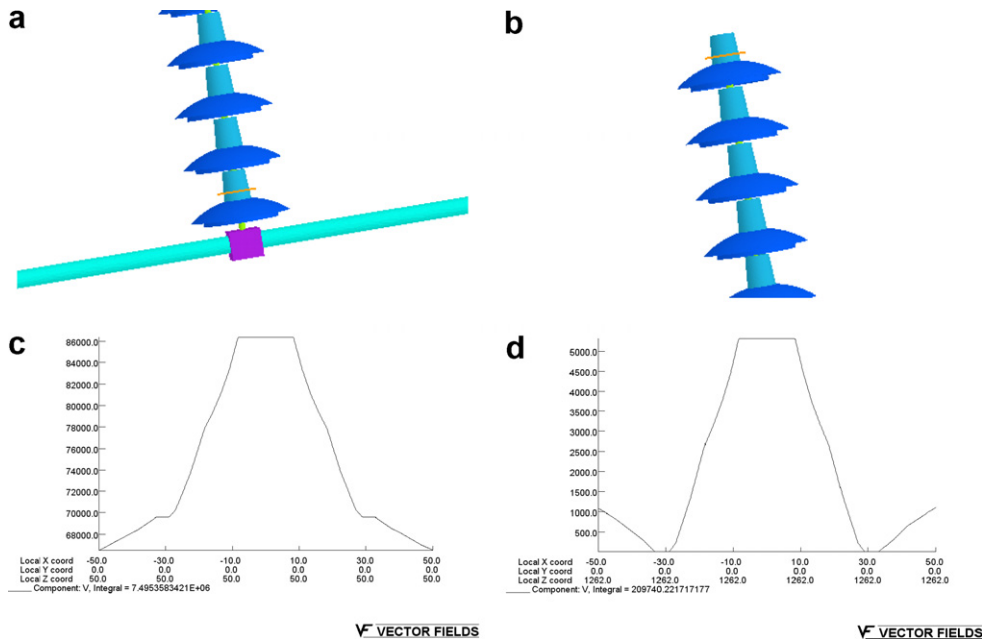 a
b
c
86000.0
84000.0
82000.0
80000.0
78000.0
76000.0
74000.0
72000.0
70000.0
68000.0
Local X coord -50.0 -30.0 -10.0 10.0 30.0 50.0
Local Y coord 0.0 0.0 0.0 0.0 0.0 0.0
Local Z coord 50.0 50.0 50.0 50.0 50.0 50.0
Component: V, Integral = 7.4953583421E+06
VF VECTOR FIELDS
d
5000.0
4500.0
4000.0
3500.0
3000.0
2500.0
2000.0
1500.0
1000.0
500.0
Local X coord -50.0 -30.0 -10.0 10.0 30.0 50.0
Local Y coord 0.0 0.0 0.0 0.0 0.0 0.0
Local Z coord 1262.0 1262.0 1262.0 1262.0 1262.0 1262.0
Component: V, Integral = 209740.221717177
VF VECTOR FIELDS